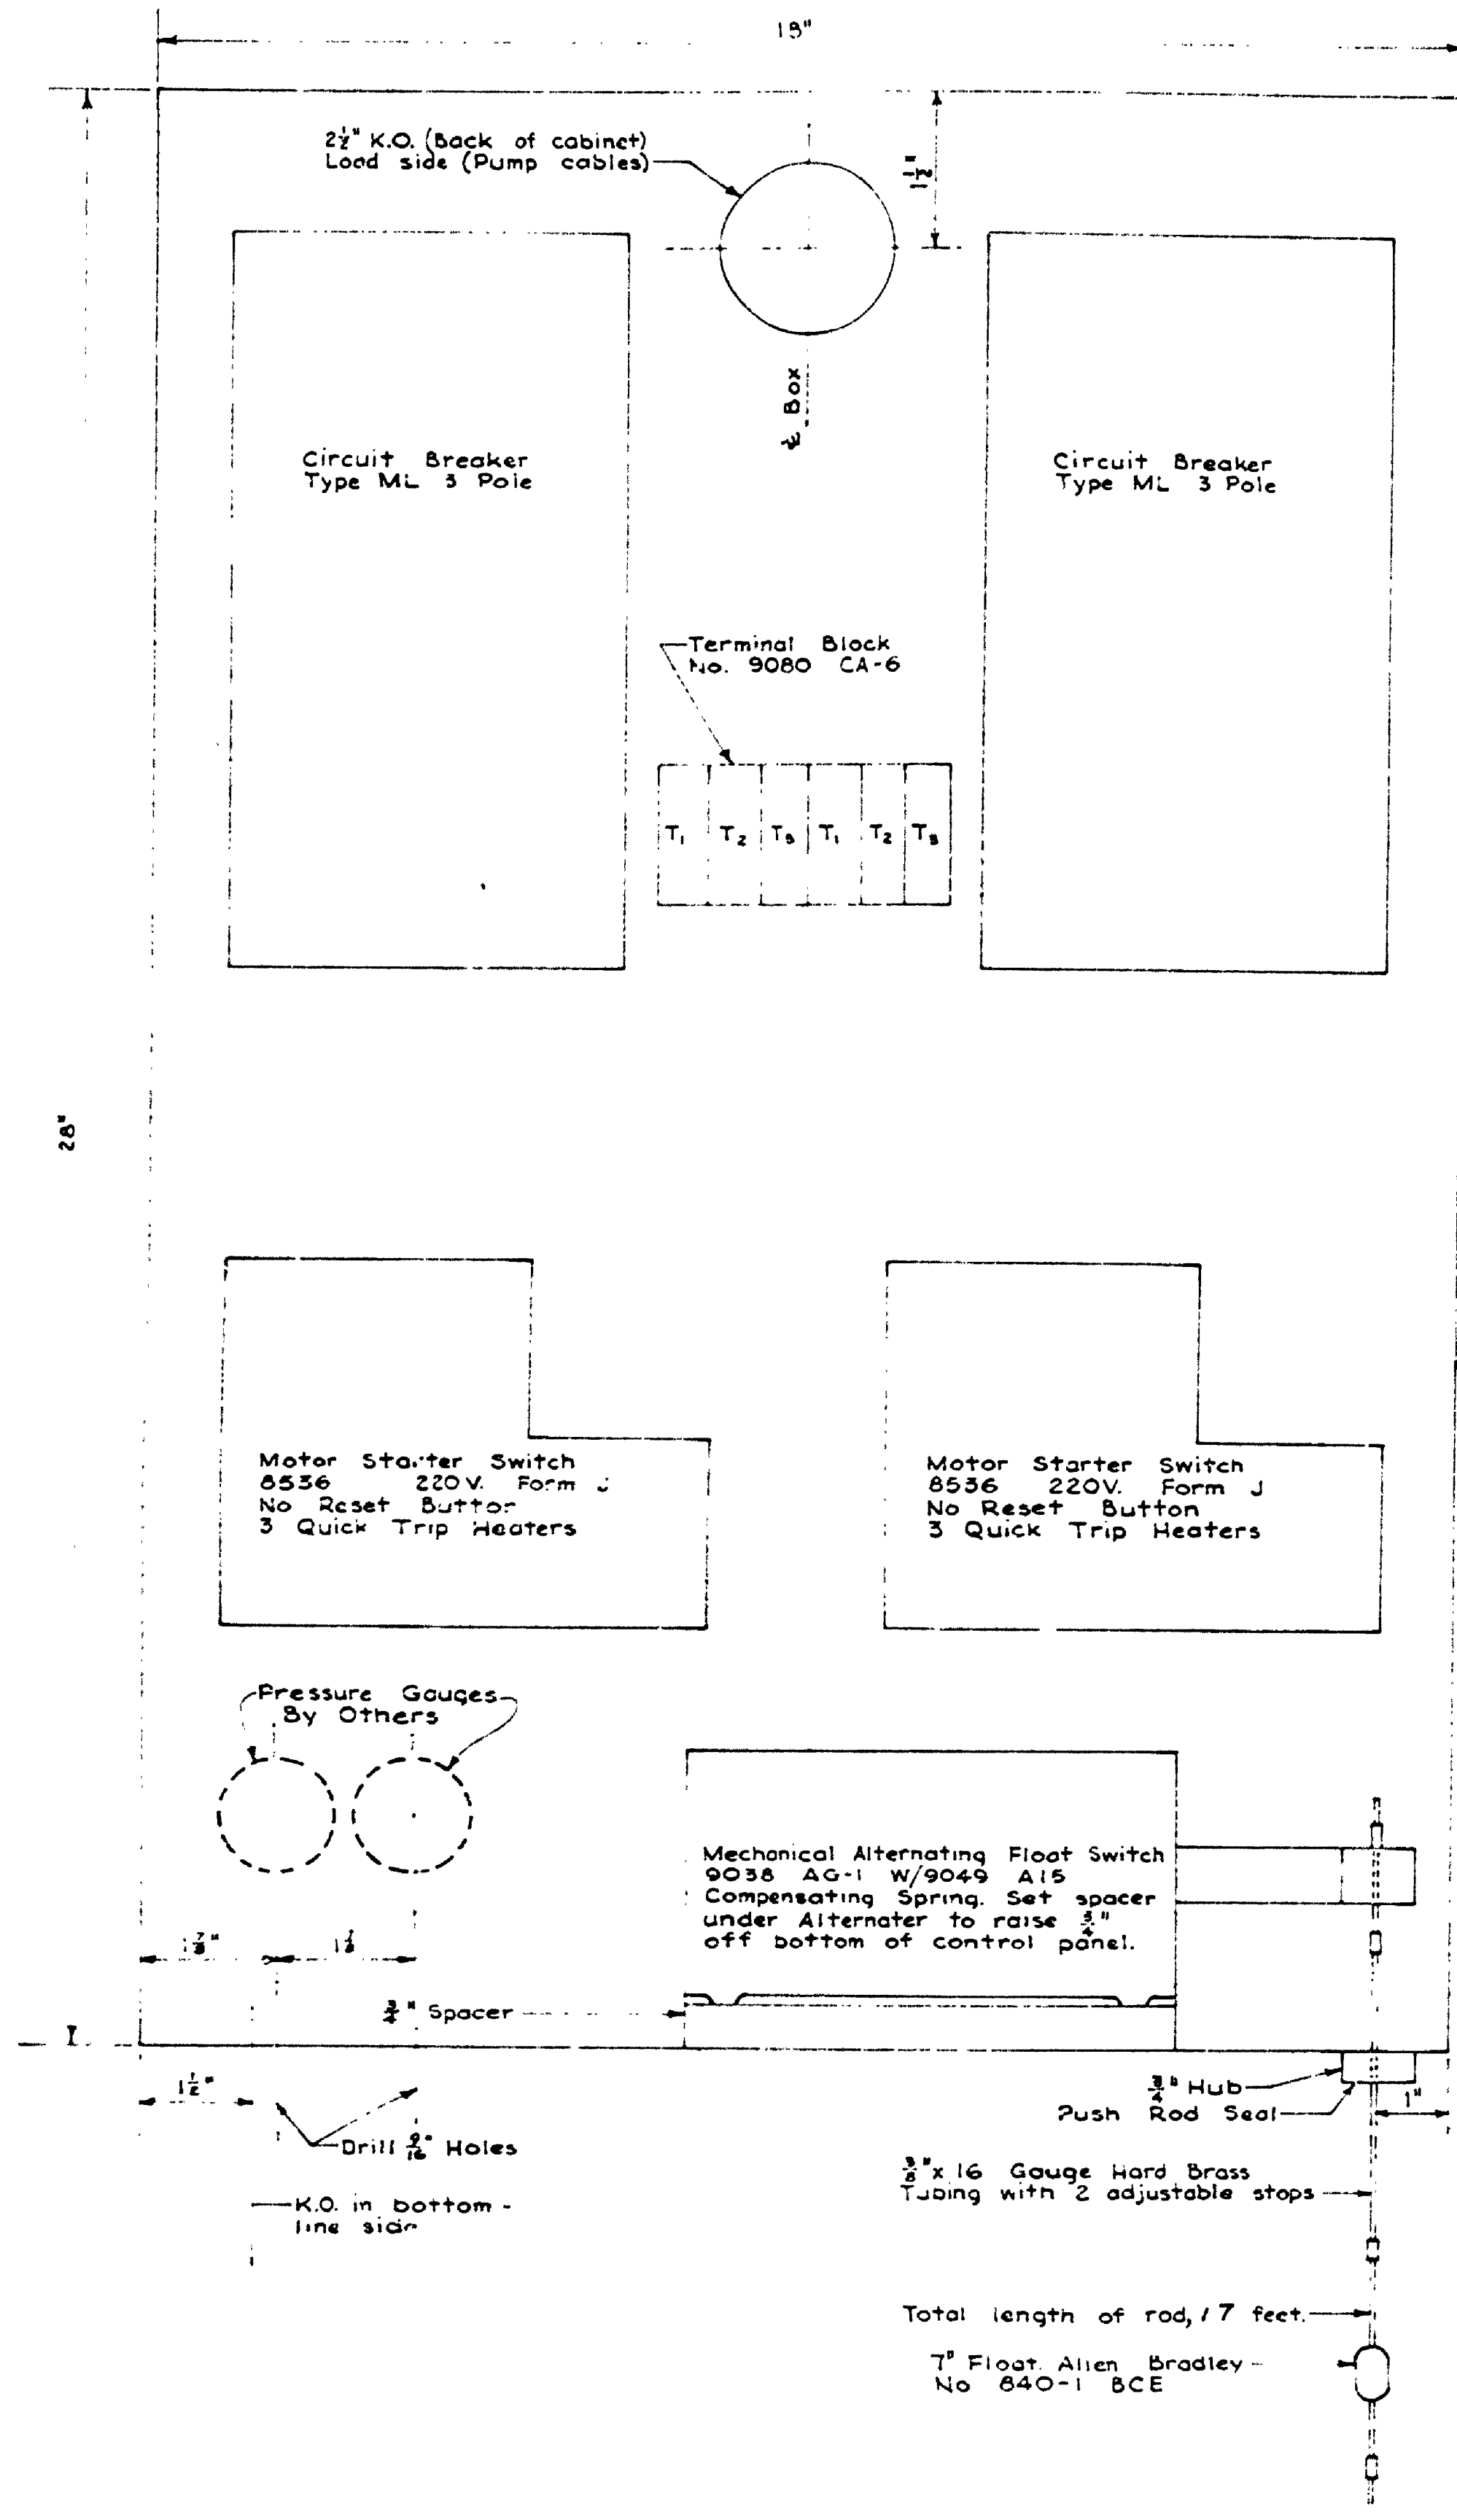 18"
2½" K.O. (Back of cabinet)
Load side (Pump cables)
1½"
℄ Box
Circuit Breaker
Type ML 3 Pole
Circuit Breaker
Type ML 3 Pole
Terminal Block
No. 9080 CA-6
T₁ T₂ T₃ T₁ T₂ T₃
28"
Motor Starter Switch
8536 220V. Form J
No Reset Button
3 Quick Trip Heaters
Motor Starter Switch
8536 220V. Form J
No Reset Button
3 Quick Trip Heaters
Pressure Gauges
By Others
Mechanical Alternating Float Switch
9038 AG-1 W/9049 A15
Compensating Spring. Set spacer
under Alternater to raise ¾"
off bottom of control panel.
1⅞"
¾" Spacer
1½"
¾" Hub
Push Rod Seal
1"
Drill 9/16" Holes
⅜" x 16 Gauge Hard Brass
Tubing with 2 adjustable stops
K.O. in bottom -
line side
Total length of rod, 17 feet.
7" Float. Allen Bradley -
No 840-1 BCE